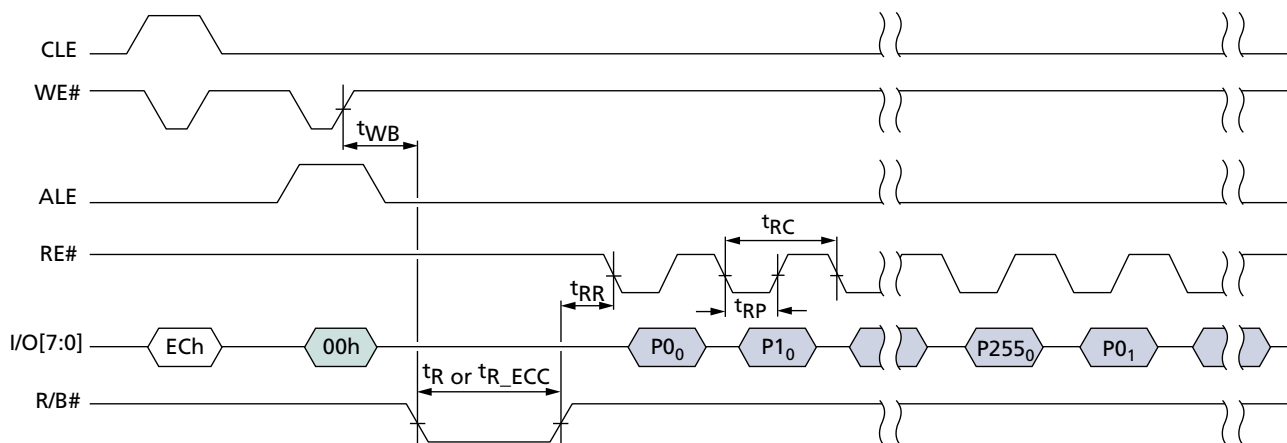 CLE
WE#
tWB
ALE
tRC
RE#
tRR
tRP
I/O[7:0]
ECh
00h
P0₀
P1₀
P255₀
P0₁
tR or tR_ECC
R/B#